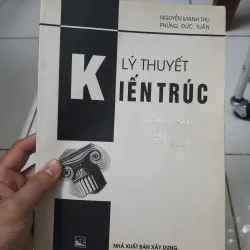 NGUYỄN MẠNH THU
PHÙNG ĐỨC TUẤN
LÝ THUYẾT
KIẾN TRÚC
NHÀ XUẤT BẢN XÂY DỰNG